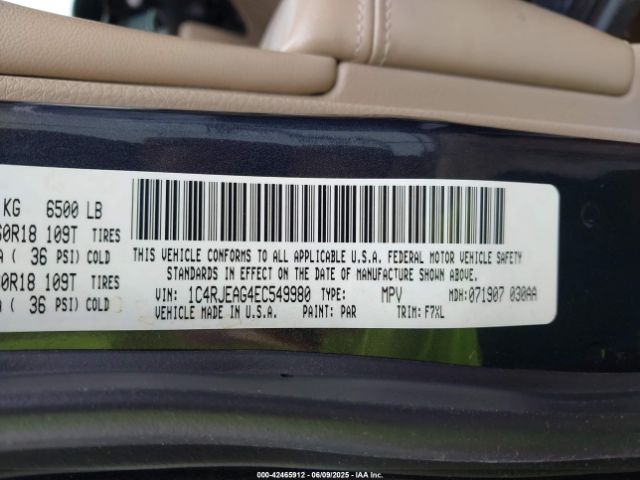 KG 6500 LB
0R18 109T TIRES
( 36 PSI) COLD
0R18 109T TIRES
( 36 PSI) COLD
THIS VEHICLE CONFORMS TO ALL APPLICABLE U.S.A. FEDERAL MOTOR VEHICLE SAFETY
STANDARDS IN EFFECT ON THE DATE OF MANUFACTURE SHOWN ABOVE.
VIN: 1C4RJEAG4EC549980 TYPE: MPV MDH: 071907 030AA
VEHICLE MADE IN U.S.A. PAINT: PAR TRIM: F7XL
000-42465912 - 06/09/2025 - IAA Inc.